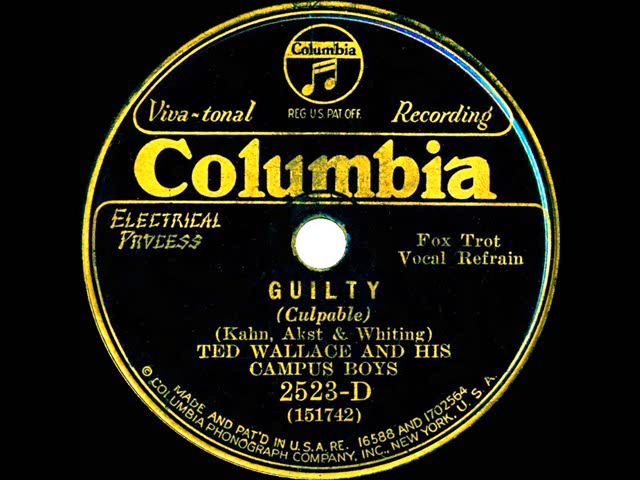 Columbia
REG. U.S. PAT. OFF.
Viva-tonal Recording
Columbia
ELECTRICAL
PROCESS
Fox Trot
Vocal Refrain
GUILTY
(Culpable)
(Kahn, Akst & Whiting)
TED WALLACE AND HIS
CAMPUS BOYS
2523-D
(151742)
MADE AND PAT'D IN U.S.A. RE. 16588 AND 1702564
© COLUMBIA PHONOGRAPH COMPANY, INC., NEW YORK, U.S.A.